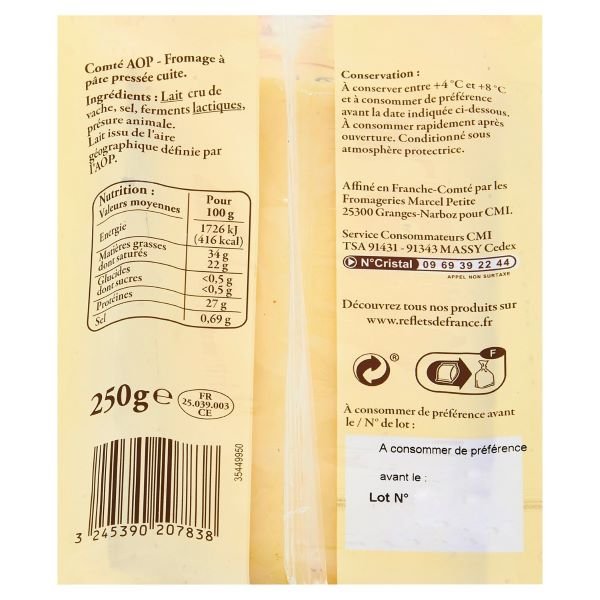 Comté AOP - Fromage à
pâte pressée cuite.
Ingrédients : Lait cru de
vache, sel, ferments lactiques,
présure animale.
Lait issu de l'aire
géographique définie par
l'AOP.
Nutrition :
Valeurs moyennes
Pour
100 g
Energie
1726 kJ
(416 kcal)
Matières grasses
34 g
dont saturés
22 g
Glucides
<0,5 g
dont sucres
<0,5 g
Protéines
27 g
Sel
0,69 g
250g e
FR
25.039.003
CE
35449950
3 245390 207838
Conservation :
À conserver entre +4 °C et +8 °C
et à consommer de préférence
avant la date indiquée ci-dessous.
À consommer rapidement après
ouverture. Conditionné sous
atmosphère protectrice.
Affiné en Franche-Comté par les
Fromageries Marcel Petite
25300 Granges-Narboz pour CMI.
Service Consommateurs CMI
TSA 91431 - 91343 MASSY Cedex
N°Cristal 09 69 39 22 44
APPEL NON SURTAXÉ
Découvrez tous nos produits sur
www.refletsdefrance.fr
®
F
À consommer de préférence avant
le / N° de lot :
A consommer de préférence
avant le :
Lot N°